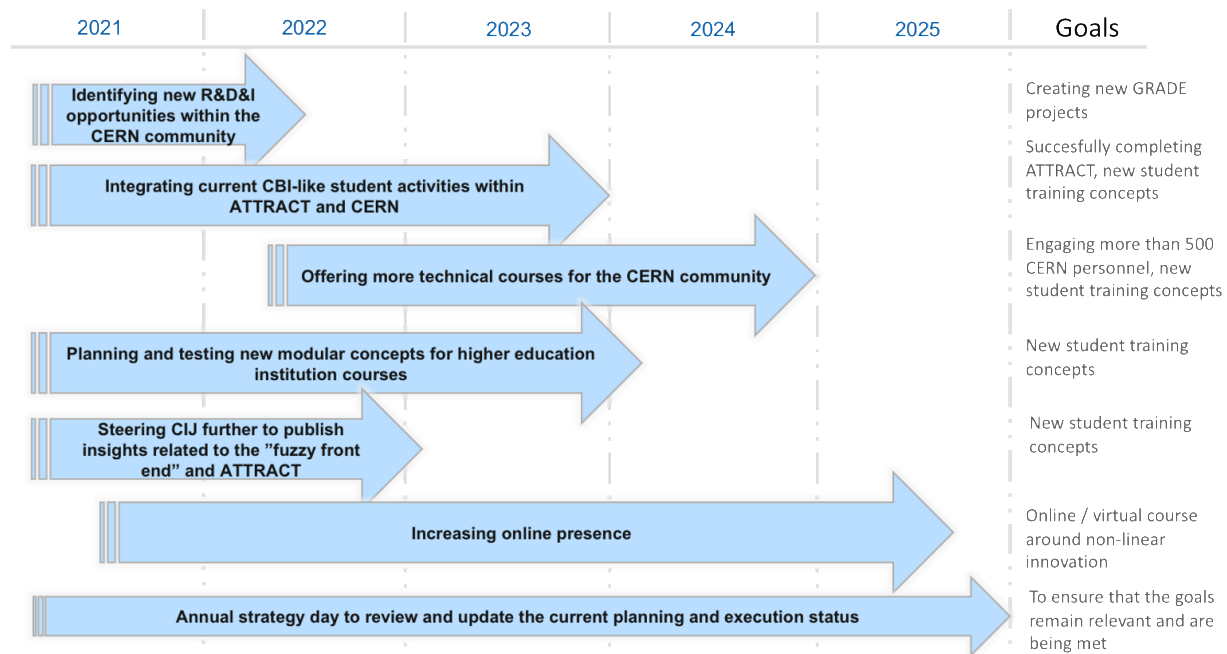 2021 2022 2023 2024 2025 Goals
Identifying new R&D&I
opportunities within the
CERN community
Creating new GRADE
projects
Integrating current CBI-like student activities within
ATTRACT and CERN
Succesfully completing
ATTRACT, new student
training concepts
Offering more technical courses for the CERN community
Engaging more than 500
CERN personnel, new
student training concepts
Planning and testing new modular concepts for higher education
institution courses
New student training
concepts
Steering CIJ further to publish
insights related to the ”fuzzy front
end” and ATTRACT
New student training
concepts
Increasing online presence
Online / virtual course
around non-linear
innovation
Annual strategy day to review and update the current planning and execution status
To ensure that the goals
remain relevant and are
being met